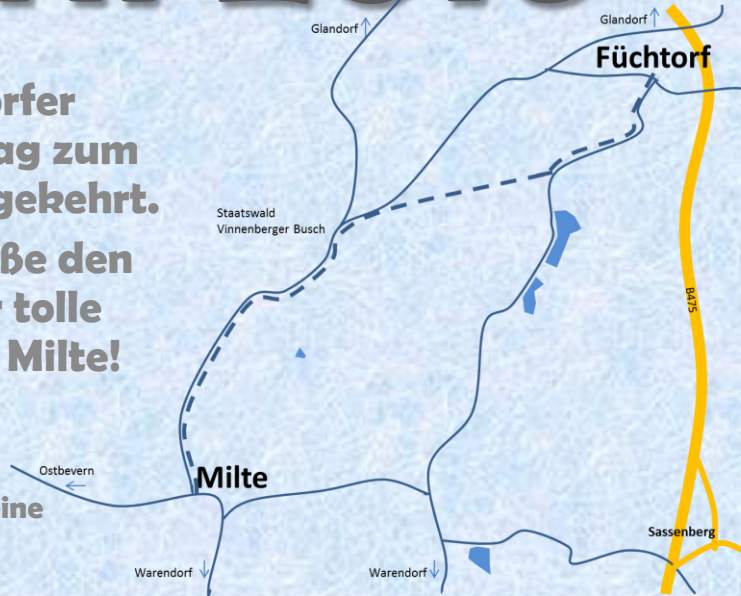 Glandorf
Glandorf
Füchtorf
orfer
ag zum
gekehrt.
Staatswald
Vinnenberger Busch
ße den
r tolle
Milte!
B475
Ostbevern
Milte
ine
Sassenberg
Warendorf
Warendorf